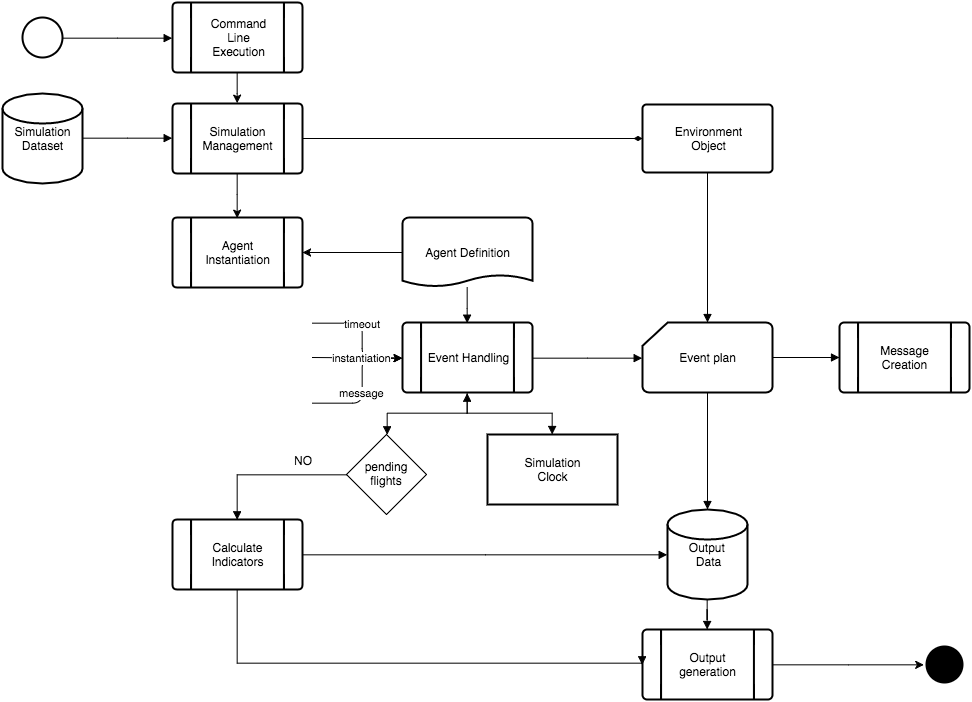 Command
Line
Execution
Simulation
Dataset
Simulation
Management
Environment
Object
Agent
Instantiation
Agent Definition
timeout
instantiation
message
Event Handling
Event plan
Message
Creation
NO
pending
flights
Simulation
Clock
Calculate
Indicators
Output
Data
Output
generation